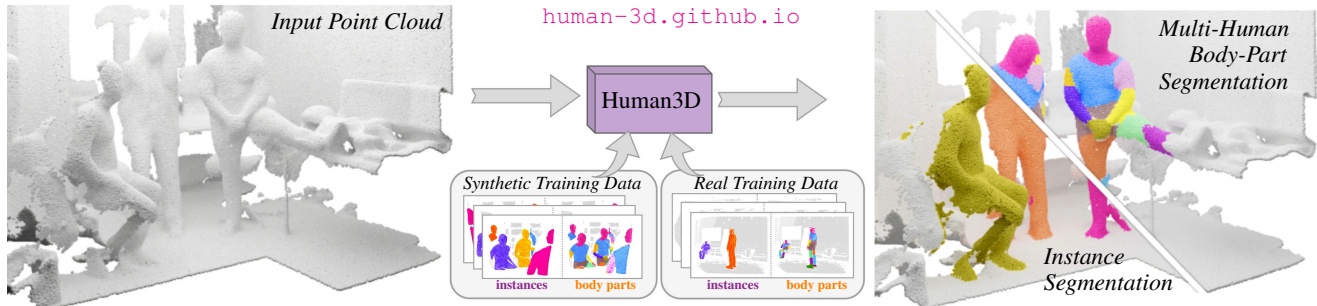 Input Point Cloud
human-3d.github.io
Human3D
Synthetic Training Data
instances
body parts
Real Training Data
instances
body parts
Multi-Human
Body-Part
Segmentation
Instance
Segmentation